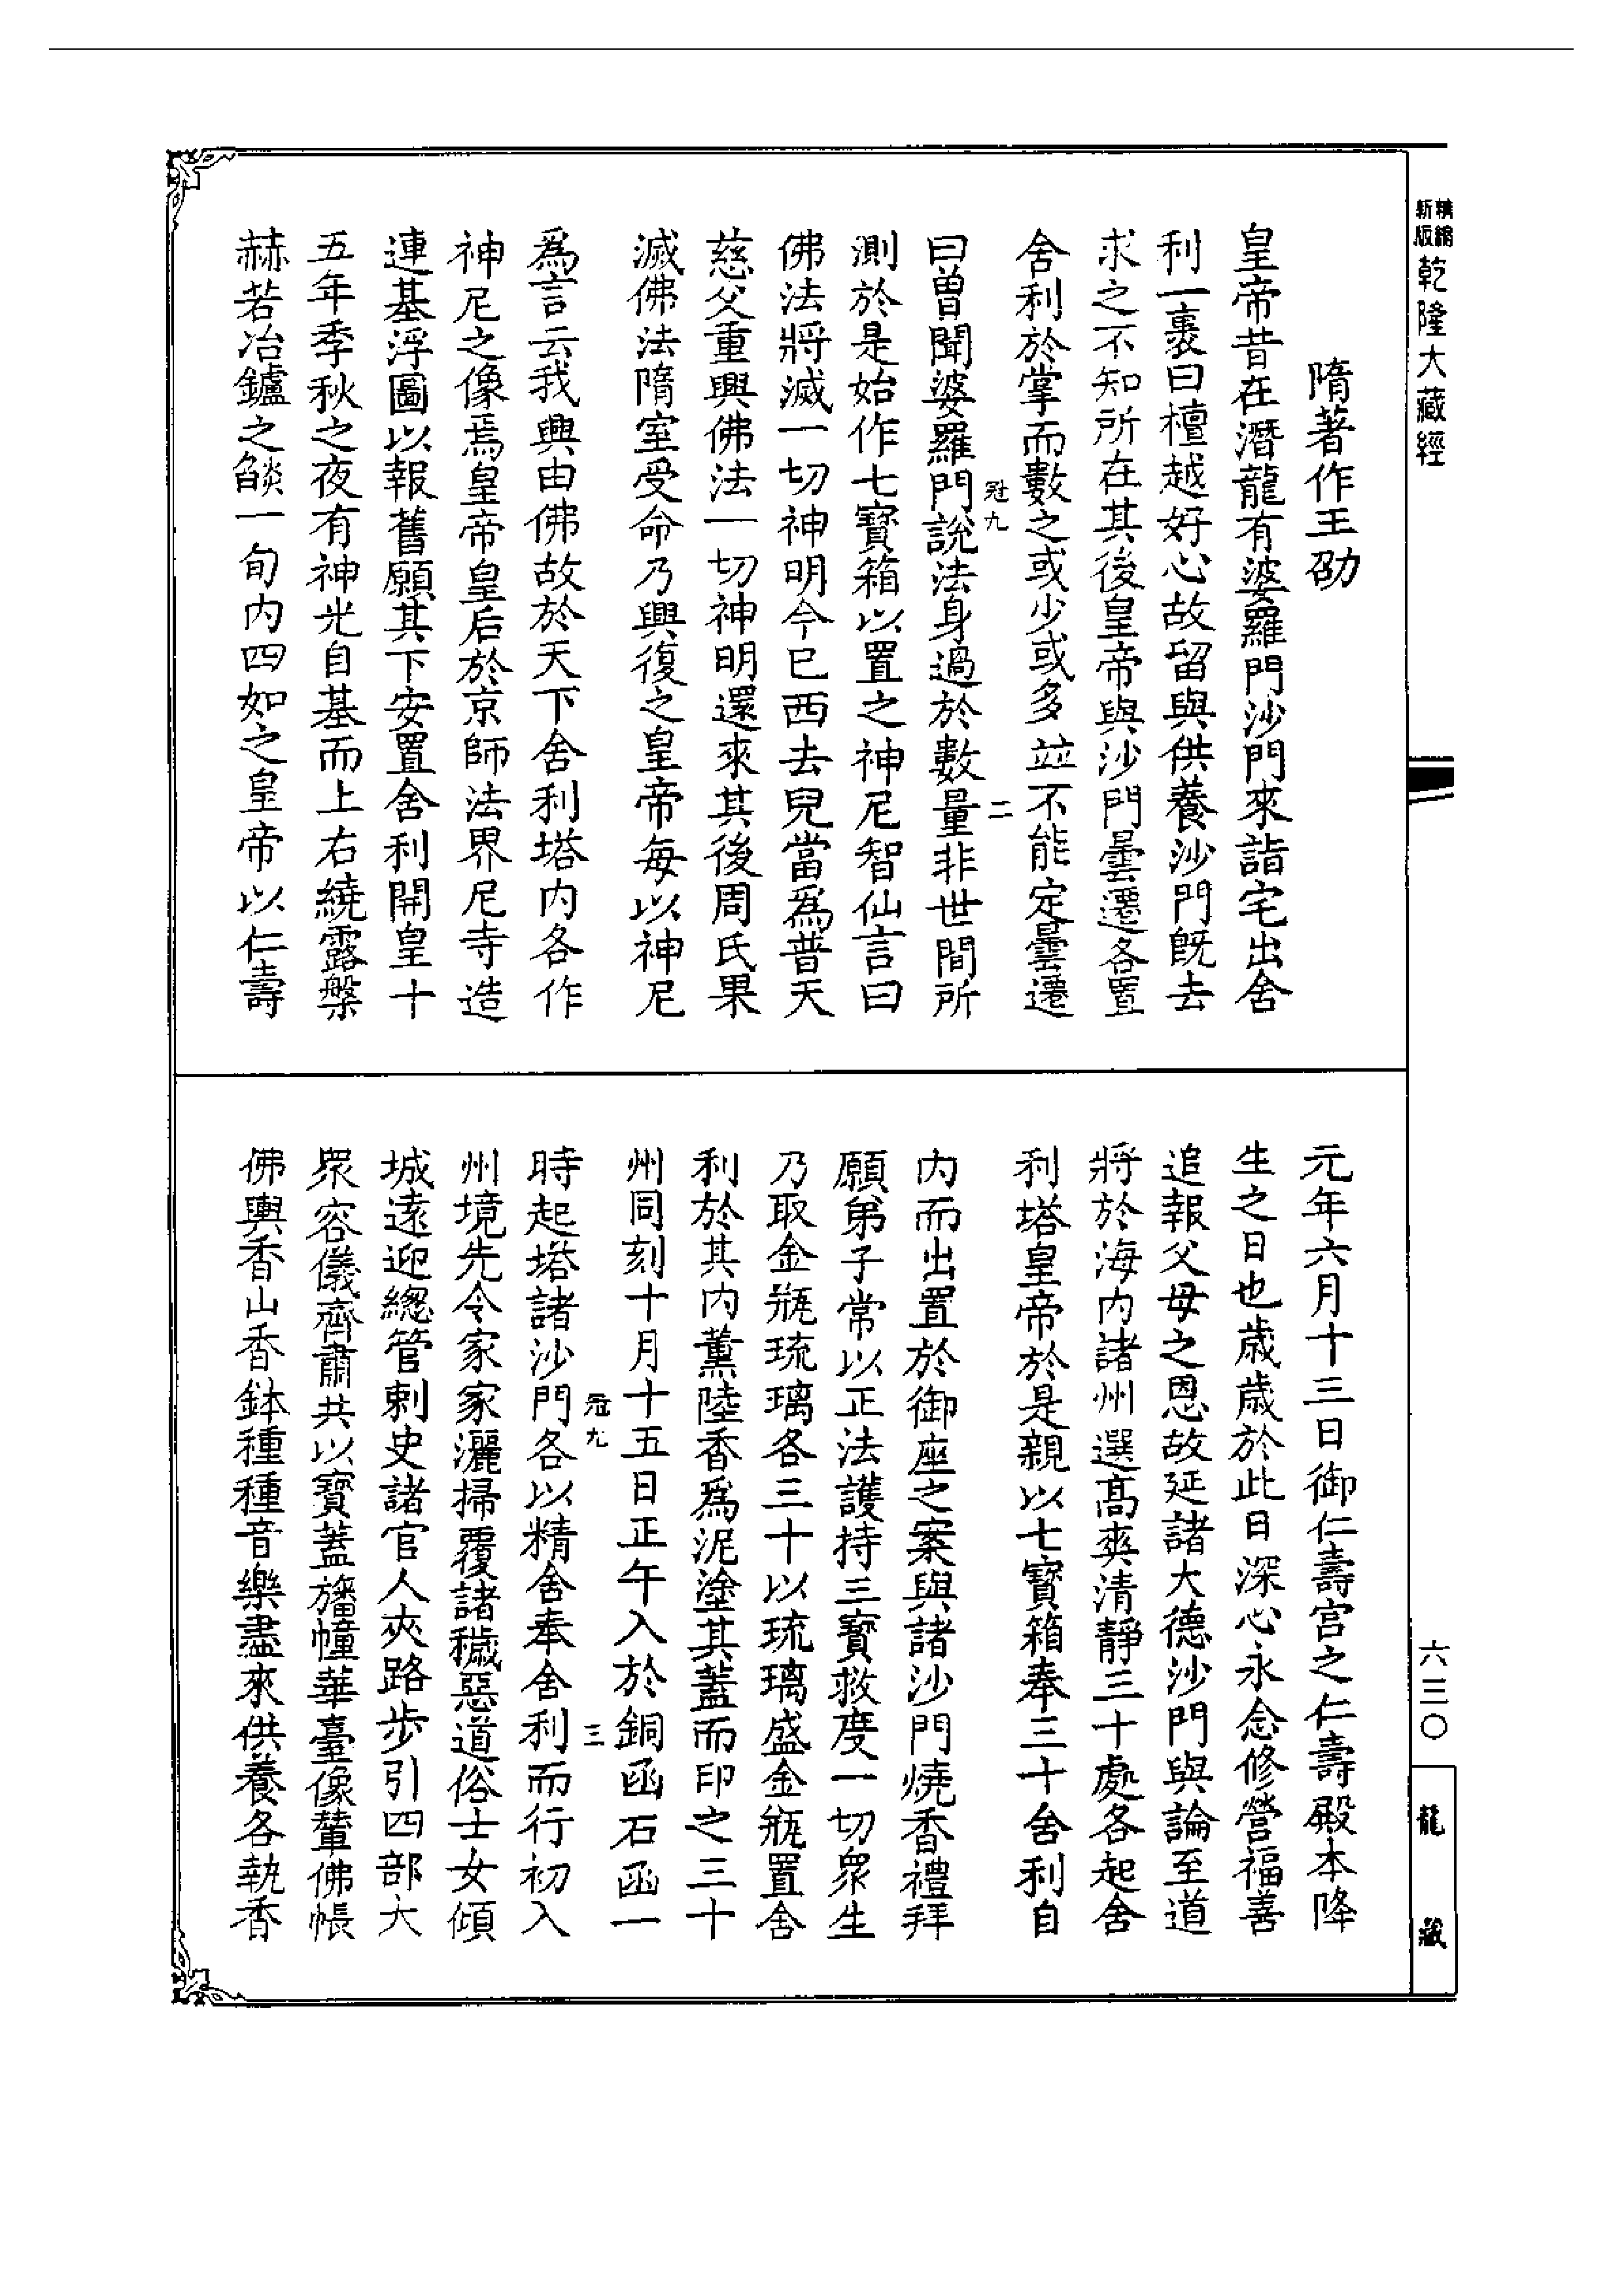 精編新版乾隆大藏經
隋著作王劭
皇帝昔在潛龍有婆羅門沙門來詣宅出舍
利一裹曰檀越好心故留與供養沙門旣去
求之不知所在其後皇帝與沙門曇遷各置
舍利於掌而數之或少或多竝不能定曇遷
冠九 二
曰曾聞婆羅門說法身過於數量非世間所
測於是始作七寶箱以置之神尼智仙言曰
佛法將滅一切神明今已西去兒當爲普天
慈父重興佛法一切神明還來其後周氏果
滅佛法隋室受命乃興復之皇帝每以神尼
爲言云我興由佛故於天下舍利塔內各作
神尼之像焉皇帝皇后於京師法界尼寺造
連基浮圖以報舊願其下安置舍利開皇十
五年季秋之夜有神光自基而上右繞露槃
赫若冶鑪之燄一旬內四如之皇帝以仁壽
元年六月十三日御仁壽宮之仁壽殿本降
生之日也歲歲於此日深心永念修營福善
追報父母之恩故延諸大德沙門與論至道
將於海內諸州選高爽清靜三十處各起舍
利塔皇帝於是親以七寶箱奉三十舍利自
內而出置於御座之案與諸沙門燒香禮拜
願弟子常以正法護持三寶救度一切衆生
乃取金瓶琉璃各三十以琉璃盛金瓶置舍
利於其內薰陸香爲泥塗其蓋而印之三十
州同刻十月十五日正午入於銅函石函一
冠九 三
時起塔諸沙門各以精舍奉舍利而行初入
州境先令家家灑掃覆諸穢惡道俗士女傾
城遠迎總管刺史諸官人夾路步引四部大
衆容儀齊肅共以寶蓋旛幢華臺像輦佛帳
佛輿香山香鉢種種音樂盡來供養各執香
六三〇
龍藏